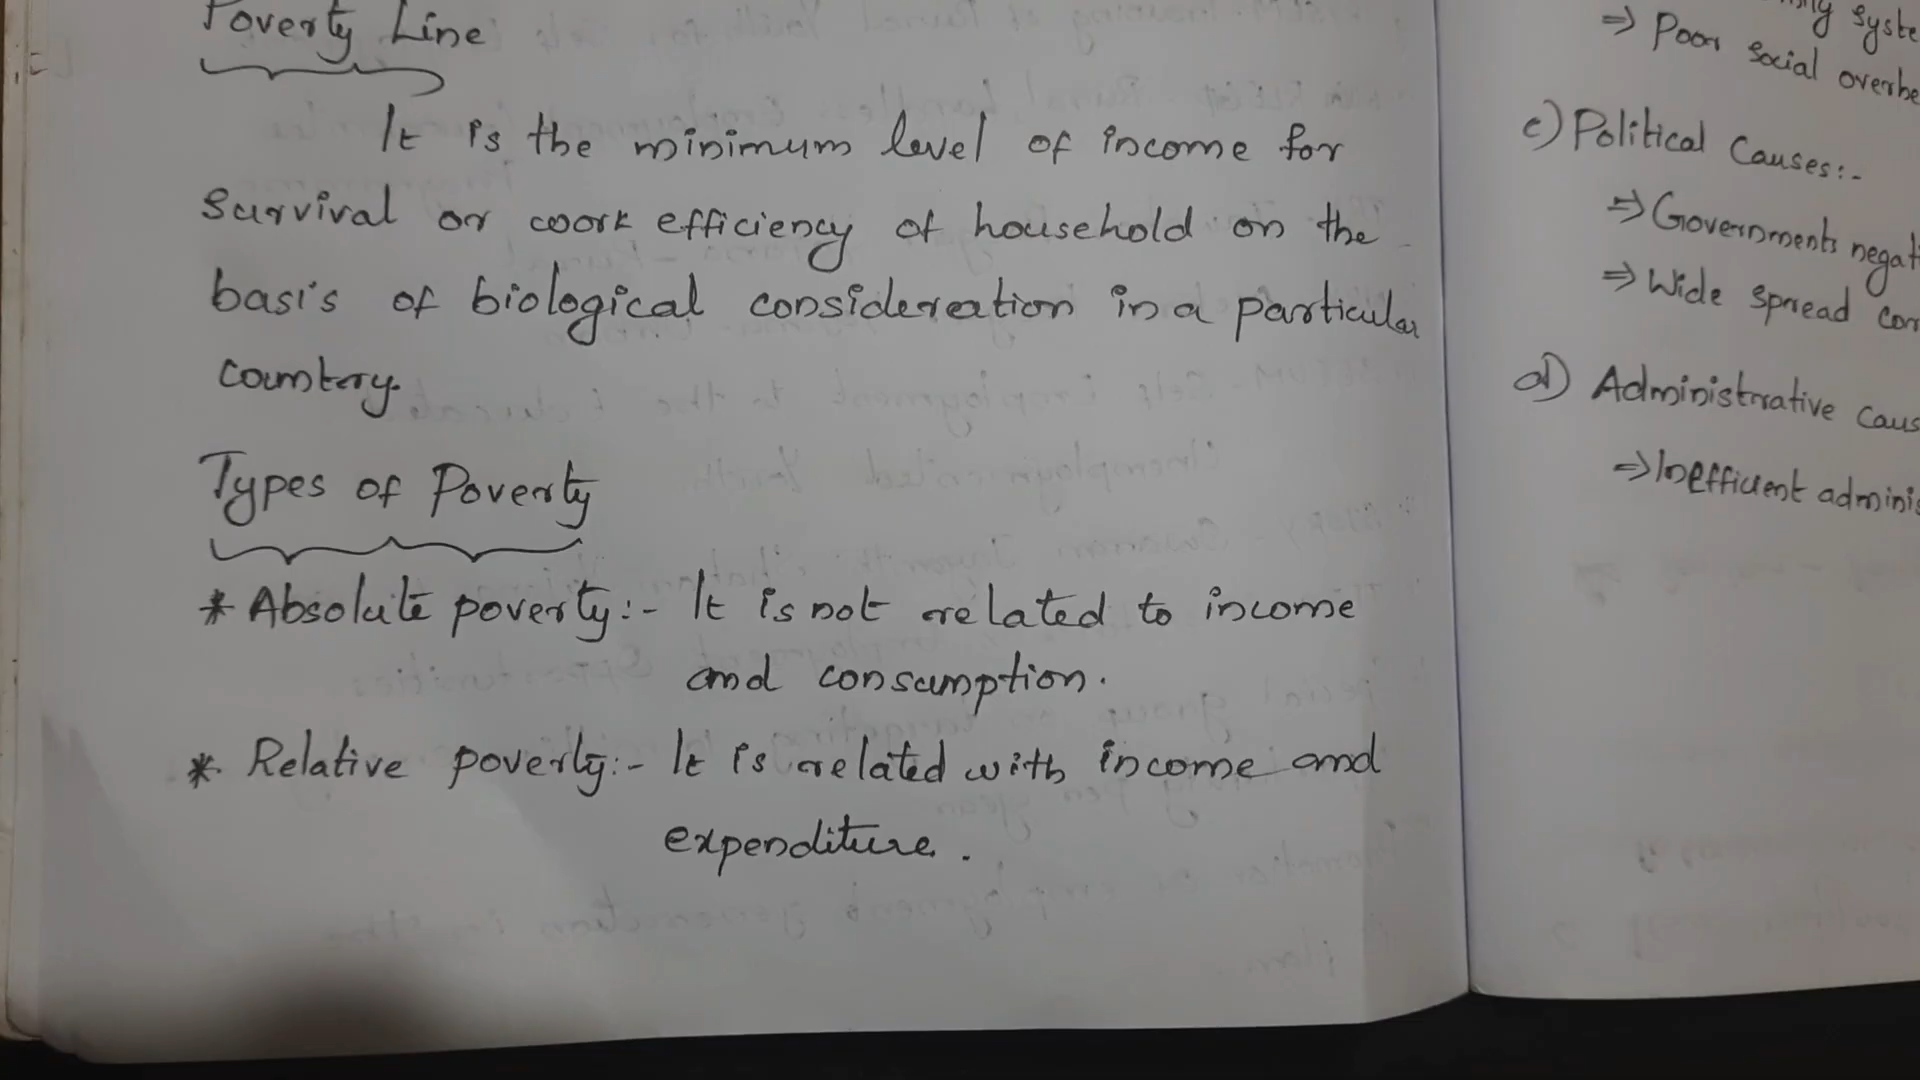 Poverty Line
It is the minimum level of income for
Survival or work efficiency of household on the
basis of biological consideration in a particular
country.
Types of Poverty
* Absolute poverty:- It is not related to income
and consumption.
* Relative poverty:- It is related with income and
expenditure.
⇒ Poor social
c) Political Causes:-
⇒ Governments
⇒ Wide spread
d) Administrative
⇒ Inefficient